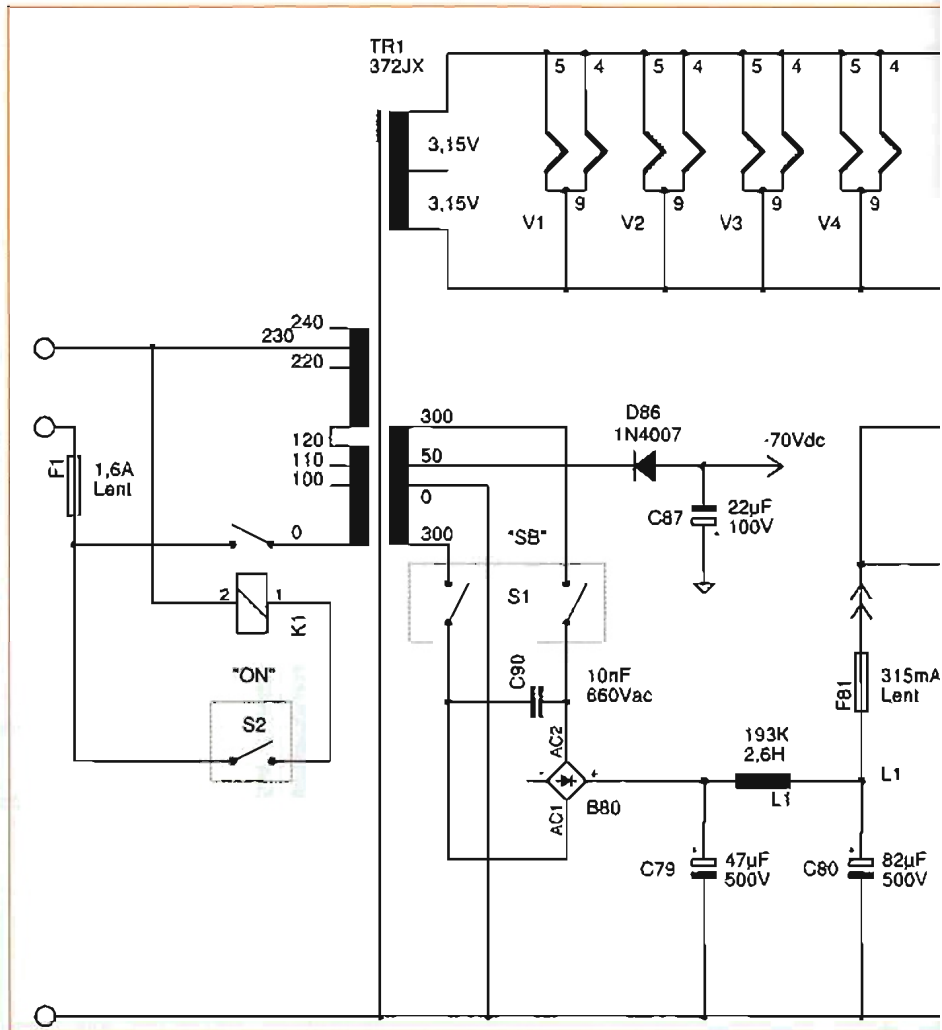 TR1
372JX
5 4 5 4 5 4 5 4
3,15V
3,15V
9 9 9 9
V1 V2 V3 V4
240
230
220
120
110
100
0
F1
1,6A
Lent
300
50
0
300
D86
1N4007
-70Vdc
C87
22µF
100V
"SB"
S1
2 1
K1
"ON"
S2
C90
10nF
660Vac
F81
315mA
Lent
193K
2,6H
L1
L1
AC2
AC1
- +
B80
C79
+
47µF
500V
C80
+
82µF
500V